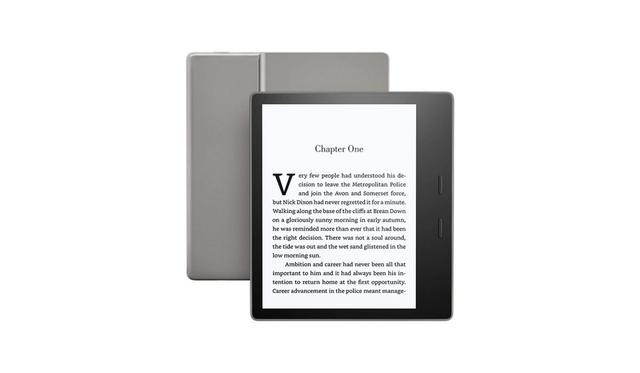 Chapter One
Very few people had understood his de-
cision to leave the Metropolitan Police
and join the Avon and Somerset force,
but Nick Dixon had never regretted it for a minute.
Walking along the base of the cliffs at Brean Down
on a gloriously sunny morning in early autumn,
he was reminded more than ever that it had been
the right decision. There was not a soul around,
the tide was out and the wet sand glistened in the
low morning sun.
Ambition and career had never been all that
important to him and it had always been his in-
tention to return home at the first opportunity.
Career advancement in the police meant manage-